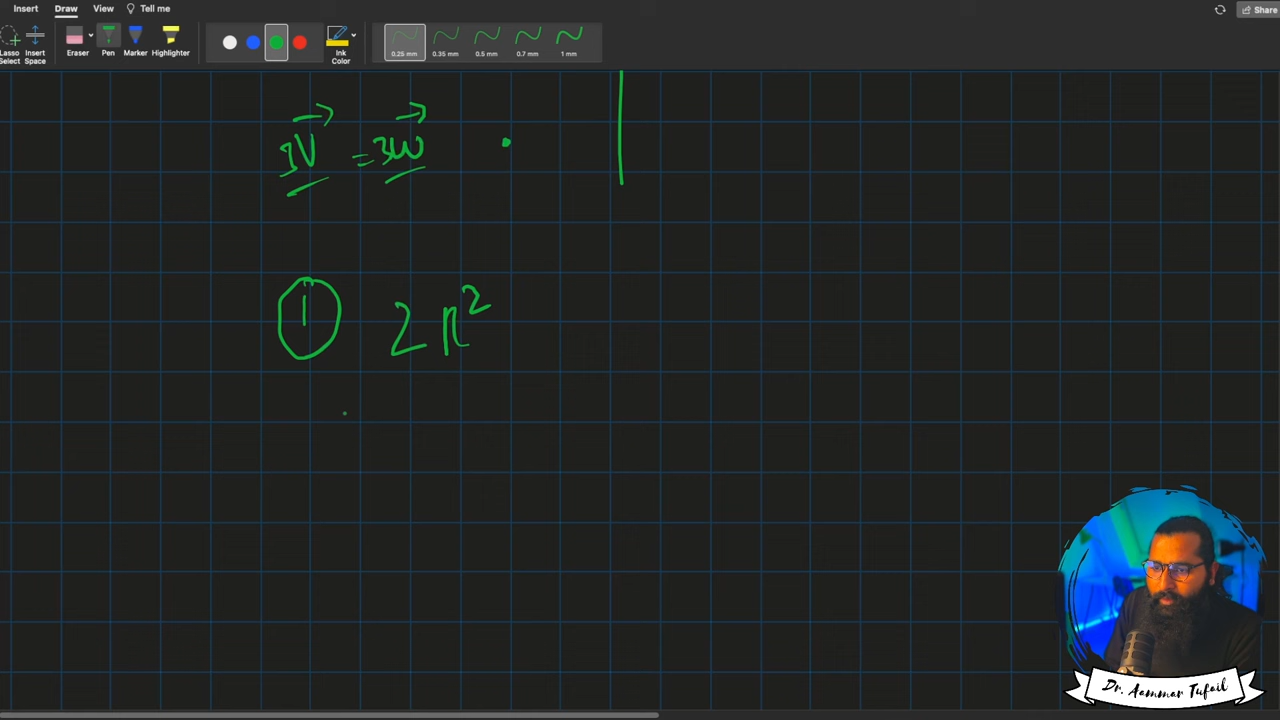 Insert Draw View Tell me Share
Lasso Select Insert Space Eraser Pen Marker Highlighter Ink Color 0.25 mm 0.35 mm 0.5 mm 0.7 mm 1 mm
3V = 3W
① 2 ℝ²
Dr. Aammar Tufail